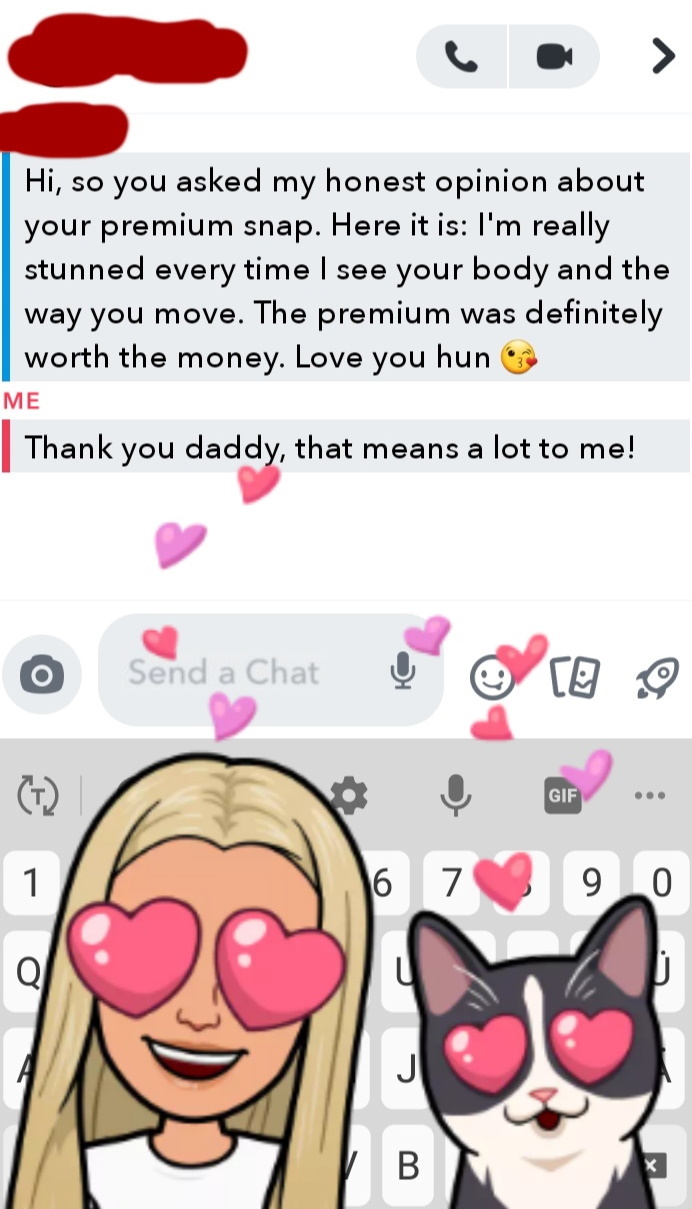 Hi, so you asked my honest opinion about
your premium snap. Here it is: I'm really
stunned every time I see your body and the
way you move. The premium was definitely
worth the money. Love you hun 😘
ME
Thank you daddy, that means a lot to me!
Send a Chat
T
GIF
1 6 7 9 0
Q U Ü
J
B